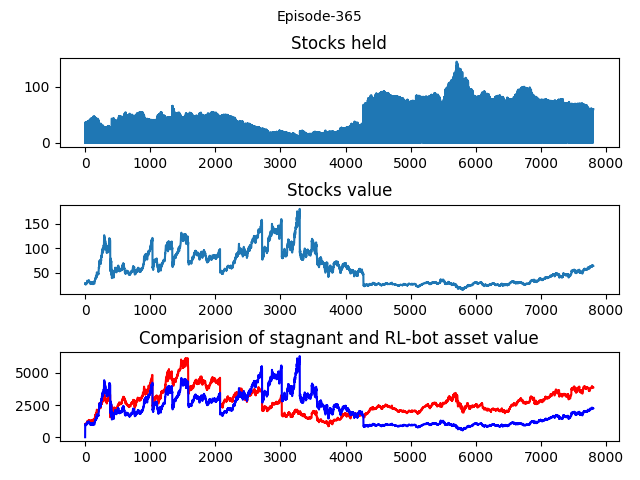 Episode-365
Stocks held
100
0
0 1000 2000 3000 4000 5000 6000 7000 8000
Stocks value
150
100
50
0 1000 2000 3000 4000 5000 6000 7000 8000
Comparision of stagnant and RL-bot asset value
5000
2500
0
0 1000 2000 3000 4000 5000 6000 7000 8000